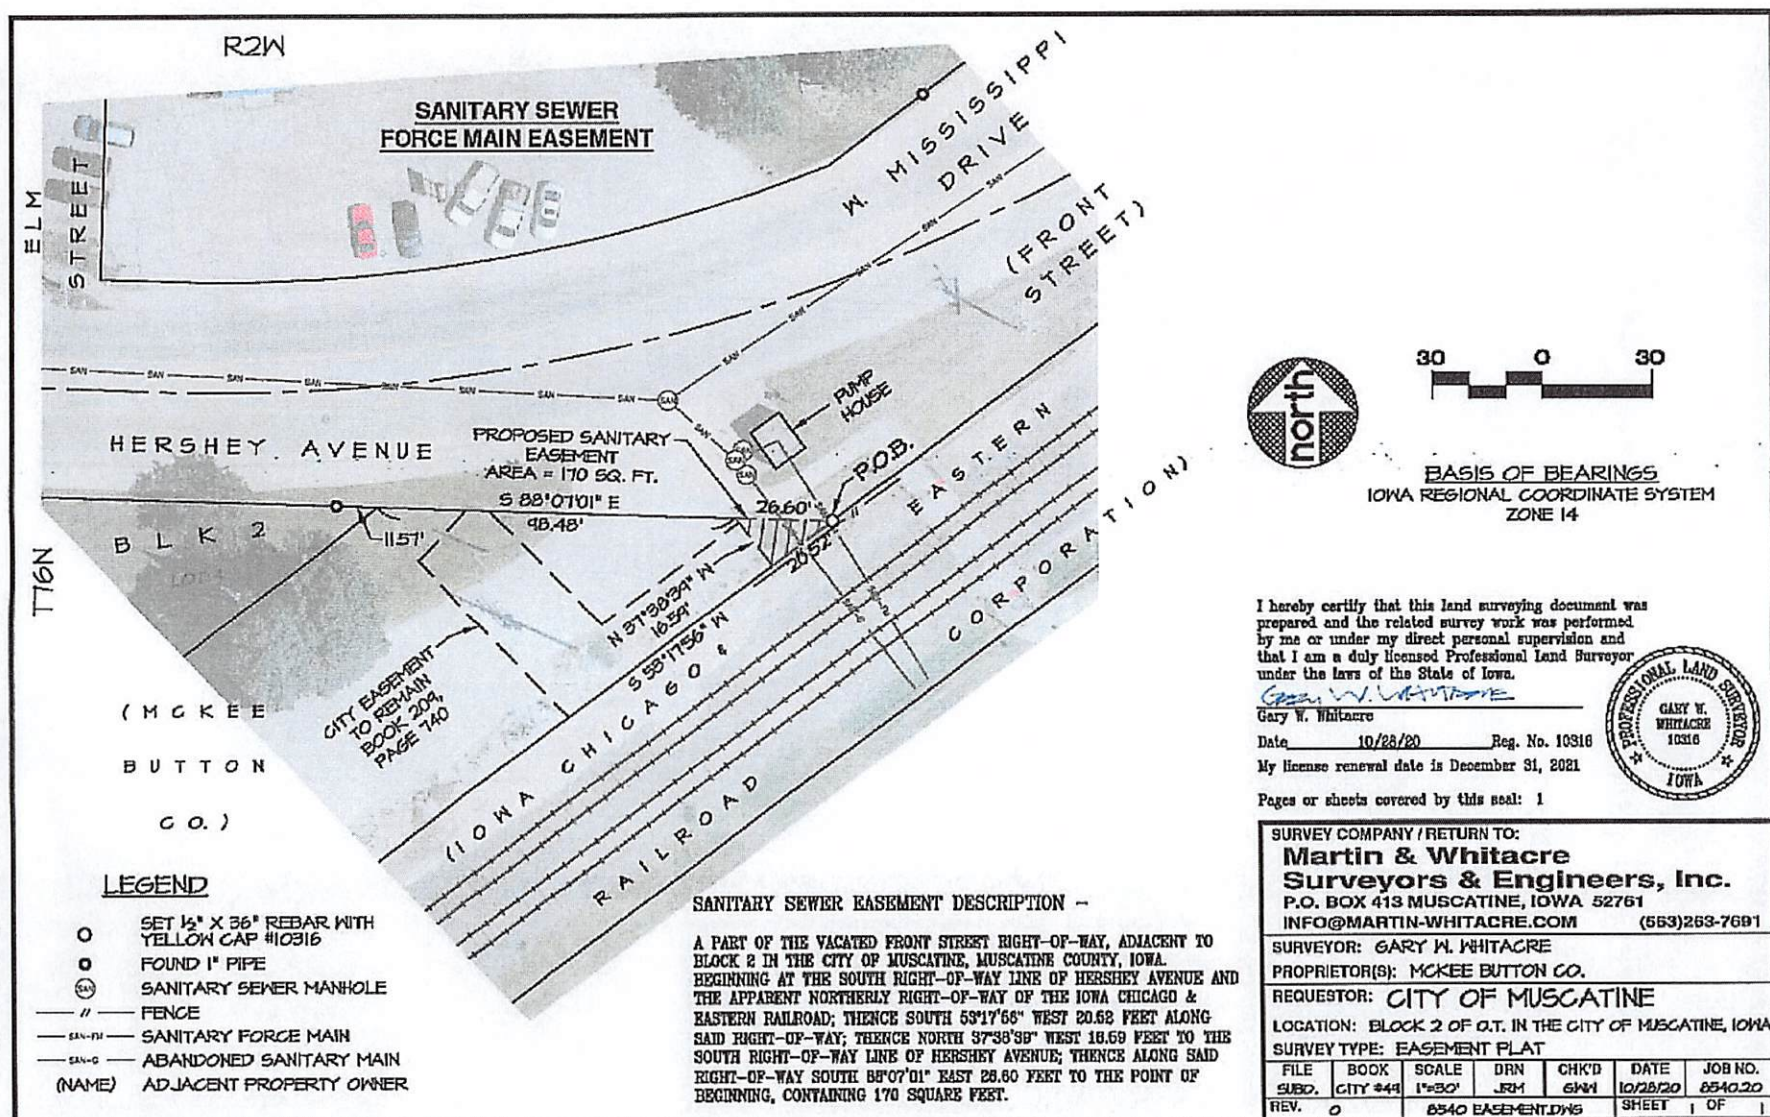 R2W
SANITARY SEWER
FORCE MAIN EASEMENT
ELM
STREET
W. MISSISSIPPI
DRIVE
(FRONT
STREET)
SAN SAN SAN SAN SAN SAN SAN SAN
SAN
PUMP
HOUSE
HERSHEY AVENUE
PROPOSED SANITARY
EASEMENT
AREA = 170 SQ. FT.
S 88°07'01" E
98.48'
26.60'
P.O.B.
BLK 2
11.57'
T76N
N 37°38'39" W
16.59'
S 53°17'56" W
20.52'
CITY EASEMENT
TO REMAIN
BOOK 209,
PAGE 740
(IOWA CHICAGO &
EASTERN
RAILROAD
CORPORATION)
(MCKEE
BUTTON
CO.)
30 0 30
north
BASIS OF BEARINGS
IOWA REGIONAL COORDINATE SYSTEM
ZONE 14
I hereby certify that this land surveying document was
prepared and the related survey work was performed
by me or under my direct personal supervision and
that I am a duly licensed Professional Land Surveyor
under the laws of the State of Iowa.
Gary W. Whitacre
Gary W. Whitacre
Date 10/28/20 Reg. No. 10316
My license renewal date is December 31, 2021
Pages or sheets covered by this seal: 1
PROFESSIONAL LAND SURVEYOR
GARY W.
WHITACRE
10316
IOWA
LEGEND
SET ½" X 36" REBAR WITH
YELLOW CAP #10316
FOUND 1" PIPE
SAN SANITARY SEWER MANHOLE
// FENCE
SAN-FM SANITARY FORCE MAIN
SAN-G ABANDONED SANITARY MAIN
(NAME) ADJACENT PROPERTY OWNER
SANITARY SEWER EASEMENT DESCRIPTION –
A PART OF THE VACATED FRONT STREET RIGHT-OF-WAY, ADJACENT TO
BLOCK 2 IN THE CITY OF MUSCATINE, MUSCATINE COUNTY, IOWA.
BEGINNING AT THE SOUTH RIGHT-OF-WAY LINE OF HERSHEY AVENUE AND
THE APPARENT NORTHERLY RIGHT-OF-WAY OF THE IOWA CHICAGO &
EASTERN RAILROAD; THENCE SOUTH 53°17'56" WEST 20.52 FEET ALONG
SAID RIGHT-OF-WAY; THENCE NORTH 37°38'39" WEST 16.59 FEET TO THE
SOUTH RIGHT-OF-WAY LINE OF HERSHEY AVENUE; THENCE ALONG SAID
RIGHT-OF-WAY SOUTH 88°07'01" EAST 26.60 FEET TO THE POINT OF
BEGINNING, CONTAINING 170 SQUARE FEET.
SURVEY COMPANY / RETURN TO:
Martin & Whitacre
Surveyors & Engineers, Inc.
P.O. BOX 413 MUSCATINE, IOWA 52761
INFO@MARTIN-WHITACRE.COM (563)263-7691
SURVEYOR: GARY W. WHITACRE
PROPRIETOR(S): MCKEE BUTTON CO.
REQUESTOR: CITY OF MUSCATINE
LOCATION: BLOCK 2 OF O.T. IN THE CITY OF MUSCATINE, IOWA
SURVEY TYPE: EASEMENT PLAT
FILE BOOK SCALE DRN CHK'D DATE JOB NO.
SUBD. CITY #49 1"=30' JRM GWW 10/28/20 8540.20
REV. 0 8540 EASEMENT.DWG SHEET 1 OF 1